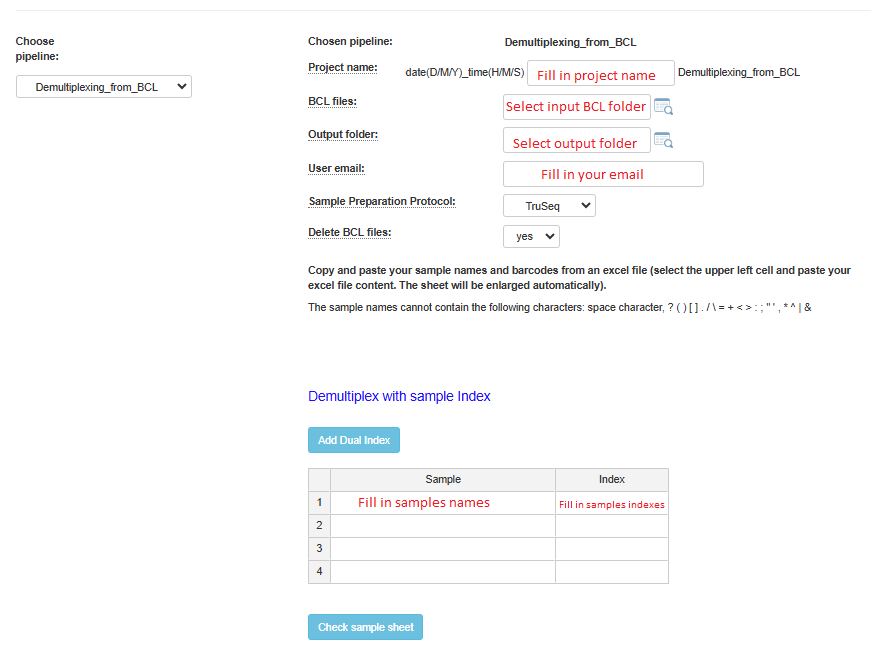 Choose
pipeline:
Demultiplexing_from_BCL
Chosen pipeline:
Demultiplexing_from_BCL
Project name:
date(D/M/Y)_time(H/M/S)
Fill in project name
Demultiplexing_from_BCL
BCL files:
Select input BCL folder
Output folder:
Select output folder
User email:
Fill in your email
Sample Preparation Protocol:
TruSeq
Delete BCL files:
yes
Copy and paste your sample names and barcodes from an excel file (select the upper left cell and paste your
excel file content. The sheet will be enlarged automatically).
The sample names cannot contain the following characters: space character, ? ( ) [ ] . / \ = + < > : ; " ' , * ^ | &
Demultiplex with sample Index
Add Dual Index
Sample Index
1 Fill in samples names Fill in samples indexes
2
3
4
Check sample sheet